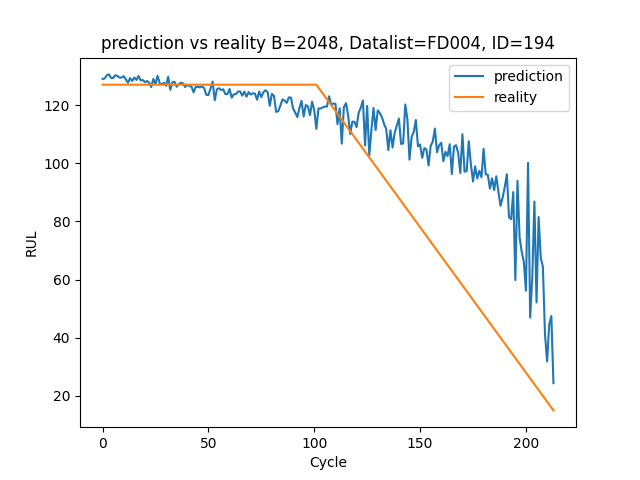 prediction vs reality B=2048, Datalist=FD004, ID=194
prediction
reality
120
100
80
60
40
20
RUL
0
50
100
150
200
Cycle